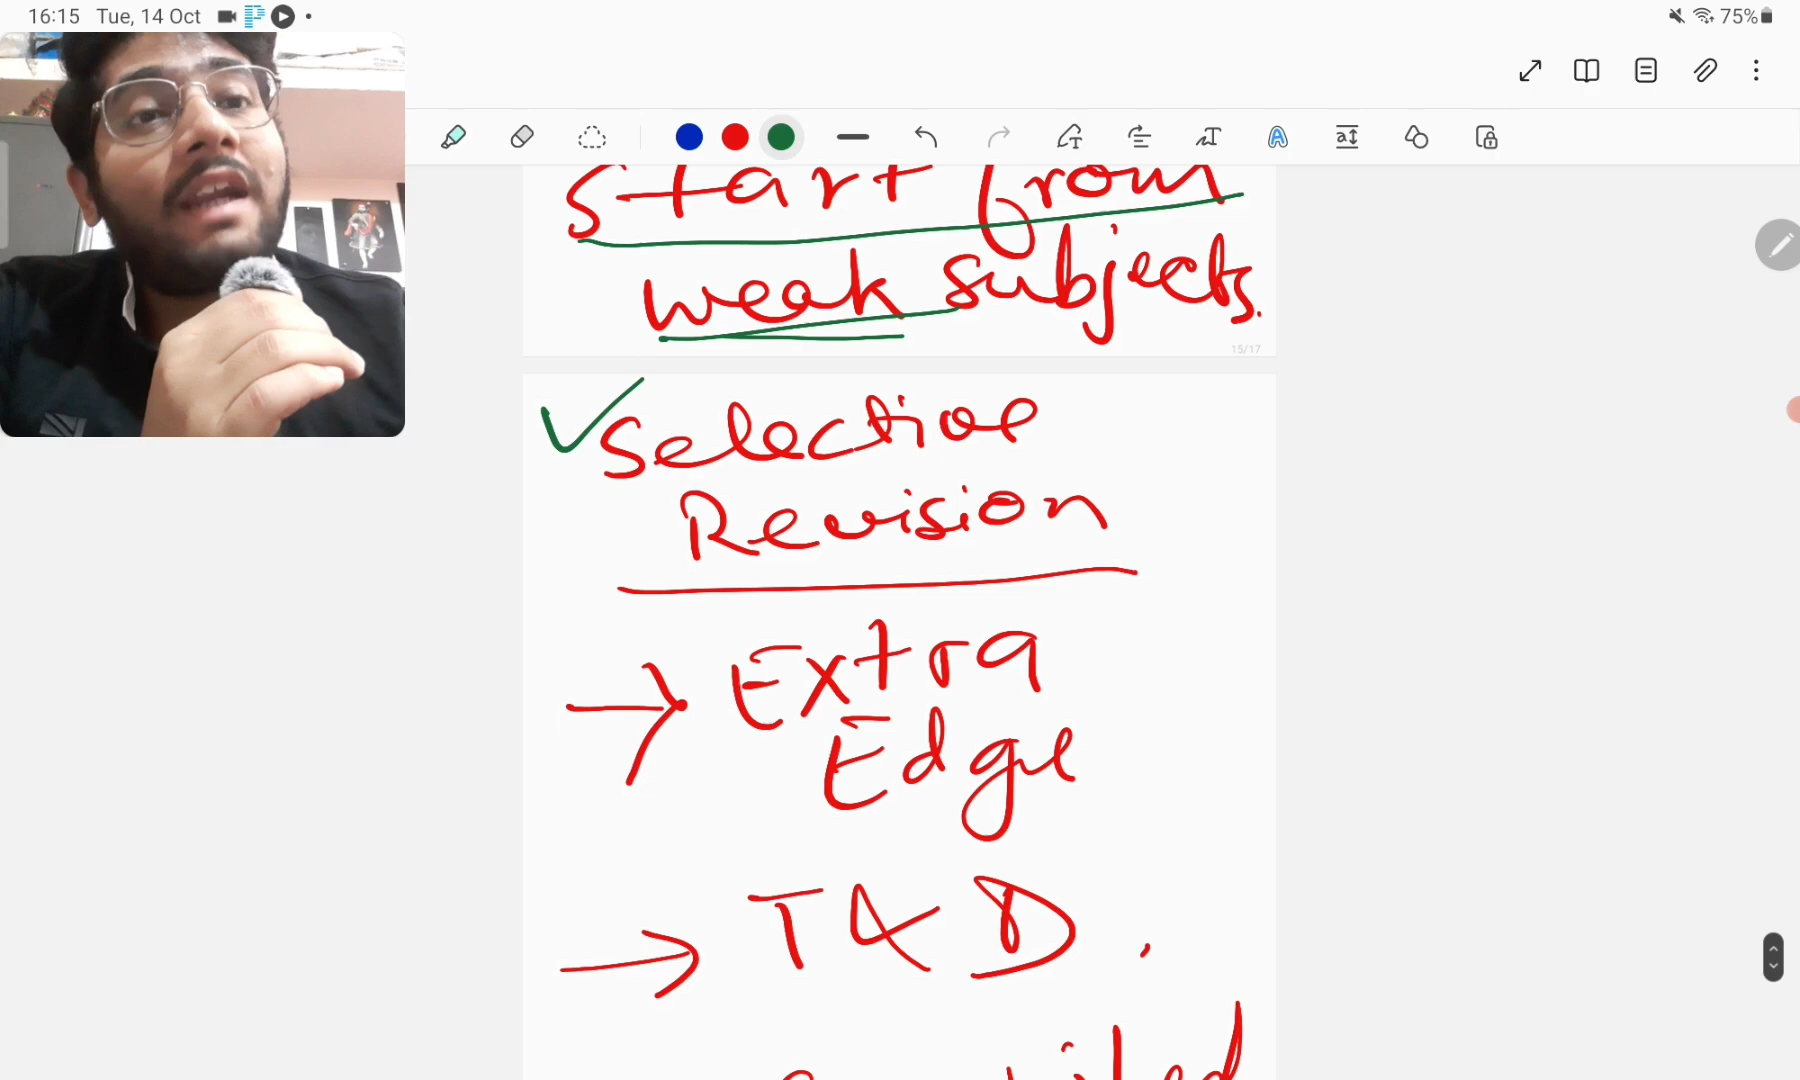 16:15 Tue, 14 Oct
75%
start from
weak subjects.
15/17
Selective
Revision
→ Extra
Edge
→ T & D.